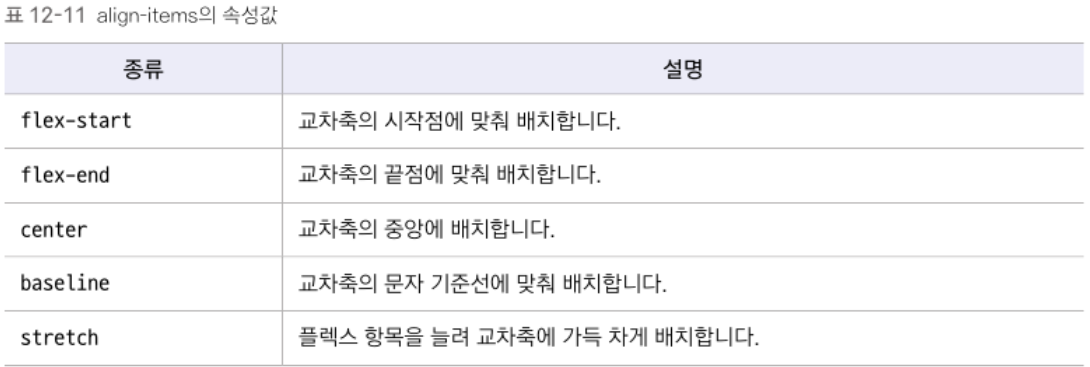 표 12-11 align-items의 속성값
종류 설명
flex-start 교차축의 시작점에 맞춰 배치합니다.
flex-end 교차축의 끝점에 맞춰 배치합니다.
center 교차축의 중앙에 배치합니다.
baseline 교차축의 문자 기준선에 맞춰 배치합니다.
stretch 플렉스 항목을 늘려 교차축에 가득 차게 배치합니다.